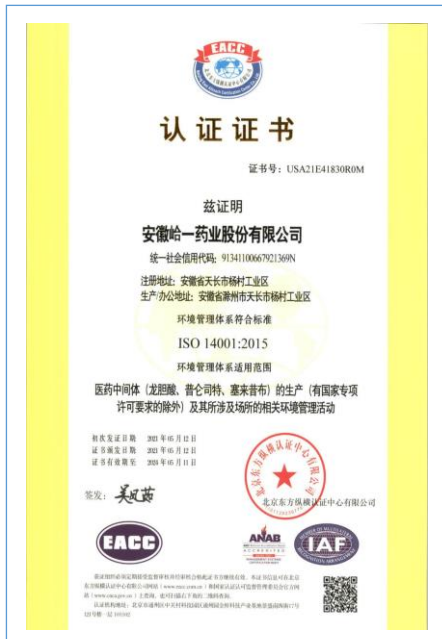 EACC
认证证书
证书号：USA21E41830R0M
兹证明
安徽峆一药业股份有限公司
统一社会信用代码：91341100667921369N
注册地址：安徽省天长市杨村工业区
生产/办公地址：安徽省滁州市天长市杨村工业区
环境管理体系符合标准
ISO 14001:2015
环境管理体系适用范围
医药中间体（龙胆酸、普仑司特、塞来昔布）的生产（有国家专项
许可要求的除外）及其所涉及场所的相关环境管理活动
初次发证日期 2021 年 05 月 12 日
证书颁发日期 2021 年 05 月 12 日
证书有效期至 2024 年 05 月 11 日
签发：
北京东方纵横认证中心有限公司
EACC
ANAB
ACCREDITED
IAF